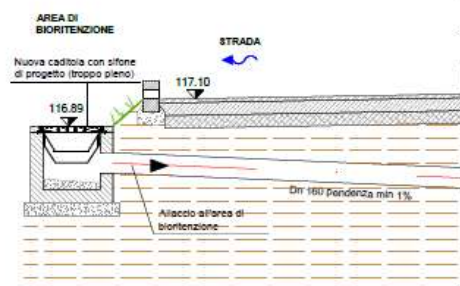 AREA DI
BIORITENZIONE
STRADA
Nuova caditoia con sifone
di progetto (troppo pieno)
117.10
116.89
Dn 160 pendenza min 1%
Allaccio all'area di
bioritenzione